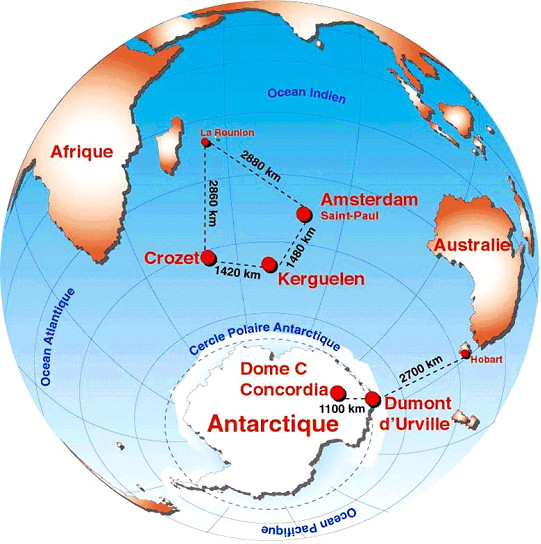 Ocean Indien
La Reunion
Afrique
2880 km
2860 km
Amsterdam
Saint-Paul
Australie
1480 km
Crozet
1420 km
Kerguelen
Ocean Atlantique
Cercle Polaire Antarctique
Hobart
2700 km
Dome C
Concordia
1100 km
Dumont
d'Urville
Antarctique
Ocean Pacifique